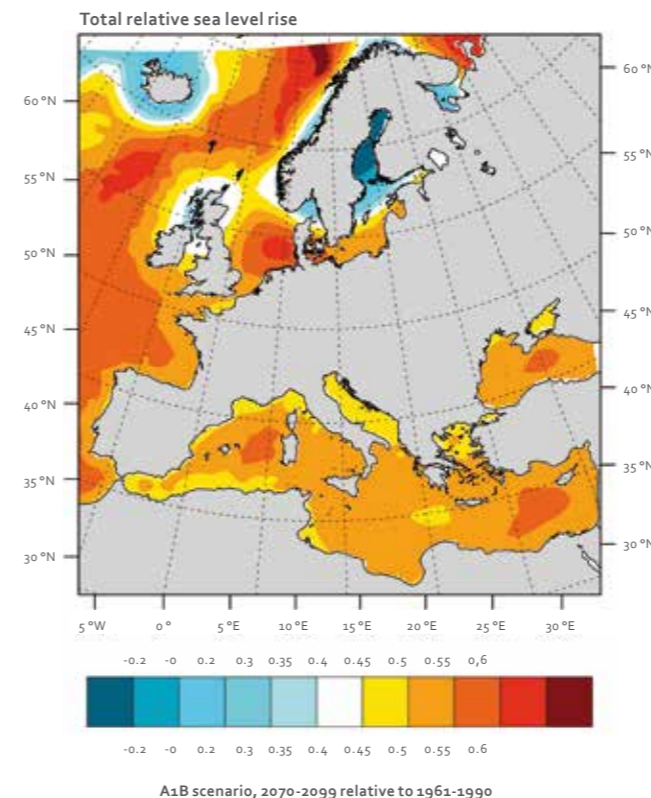 Total relative sea level rise
60 °N
55 °N
50 °N
45 °N
40 °N
35 °N
30 °N
60 °N
55 °N
50 °N
45 °N
40 °N
35 °N
30 °N
5 °W 0 ° 5 °E 10 °E 15 °E 20 °E 25 °E 30 °E
-0.2 -0 0.2 0.3 0.35 0.4 0.45 0.5 0.55 0,6
-0.2 -0 0.2 0.3 0.35 0.4 0.45 0.5 0.55 0.6
A1B scenario, 2070-2099 relative to 1961-1990